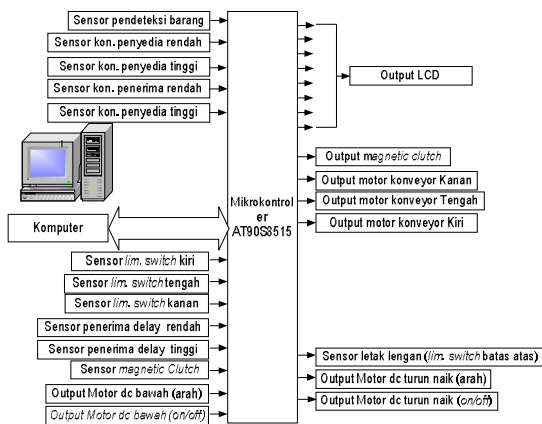 Sensor pendeteksi barang
Sensor kon. penyedia rendah
Sensor kon. penyedia tinggi
Sensor kon. penerima rendah
Sensor kon. penyedia tinggi
Komputer
Sensor lim. switch kiri
Sensor lim. switch tengah
Sensor lim. switch kanan
Sensor penerima delay rendah
Sensor penerima delay tinggi
Sensor magnetic Clutch
Output Motor dc bawah (arah)
Output Motor dc bawah (on/off)
Mikrokontrol
er
AT90S8515
Output LCD
Output magnetic clutch
Output motor konveyor Kanan
Output motor konveyor Tengah
Output motor konveyor Kiri
Sensor letak lengan (lim. switch batas atas)
Output Motor dc turun naik (arah)
Output Motor dc turun naik (on/off)